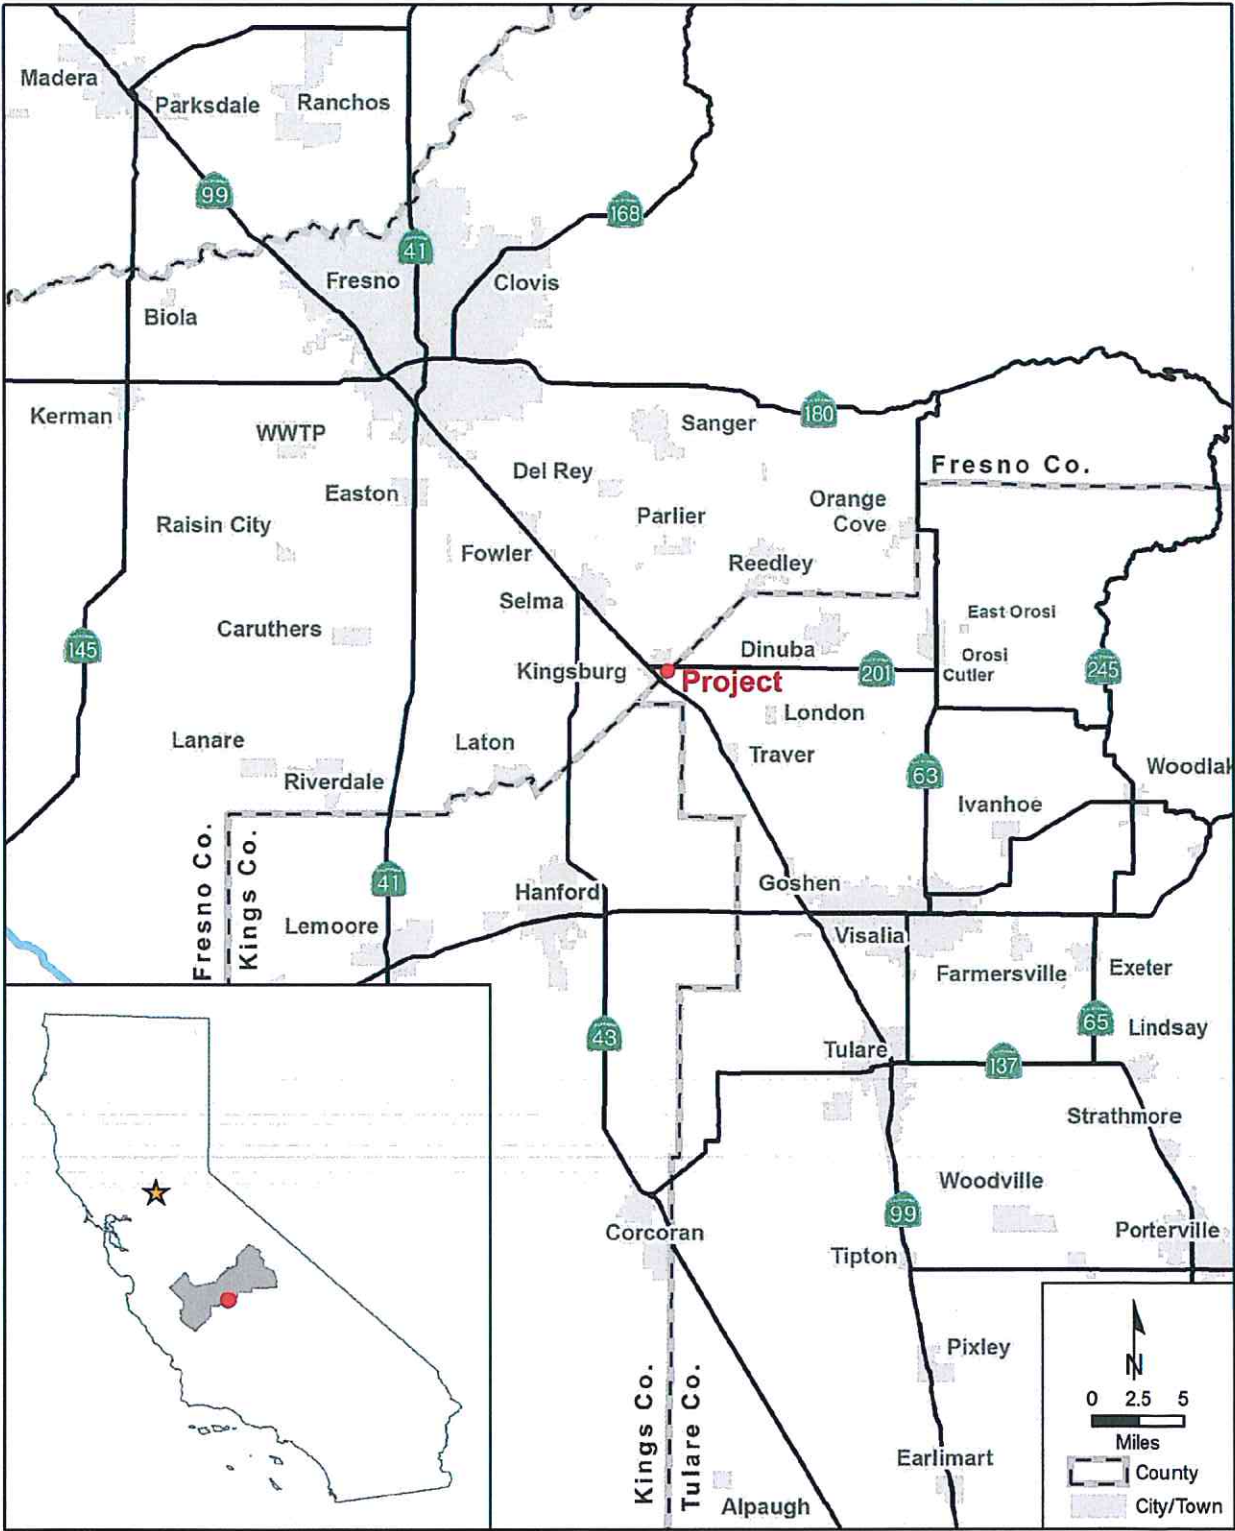 Madera
Parksdale
Ranchos
99
168
41
Fresno
Clovis
Biola
Kerman
180
Sanger
WWTP
Fresno Co.
Del Rey
Easton
Orange
Cove
Parlier
Raisin City
Fowler
Reedley
Selma
East Orosi
Caruthers
145
Dinuba
Orosi
Kingsburg
Project
201
Cutler
245
London
Lanare
Laton
Traver
63
Woodlak
Riverdale
Ivanhoe
Fresno Co.
Kings Co.
41
Goshen
Hanford
Lemoore
Visalia
Farmersville
Exeter
43
65
Lindsay
Tulare
137
Strathmore
Woodville
99
Corcoran
Porterville
Tipton
Pixley
N
0 2.5 5
Miles
Kings Co.
Tulare Co.
Earlimart
County
Alpaugh
City/Town